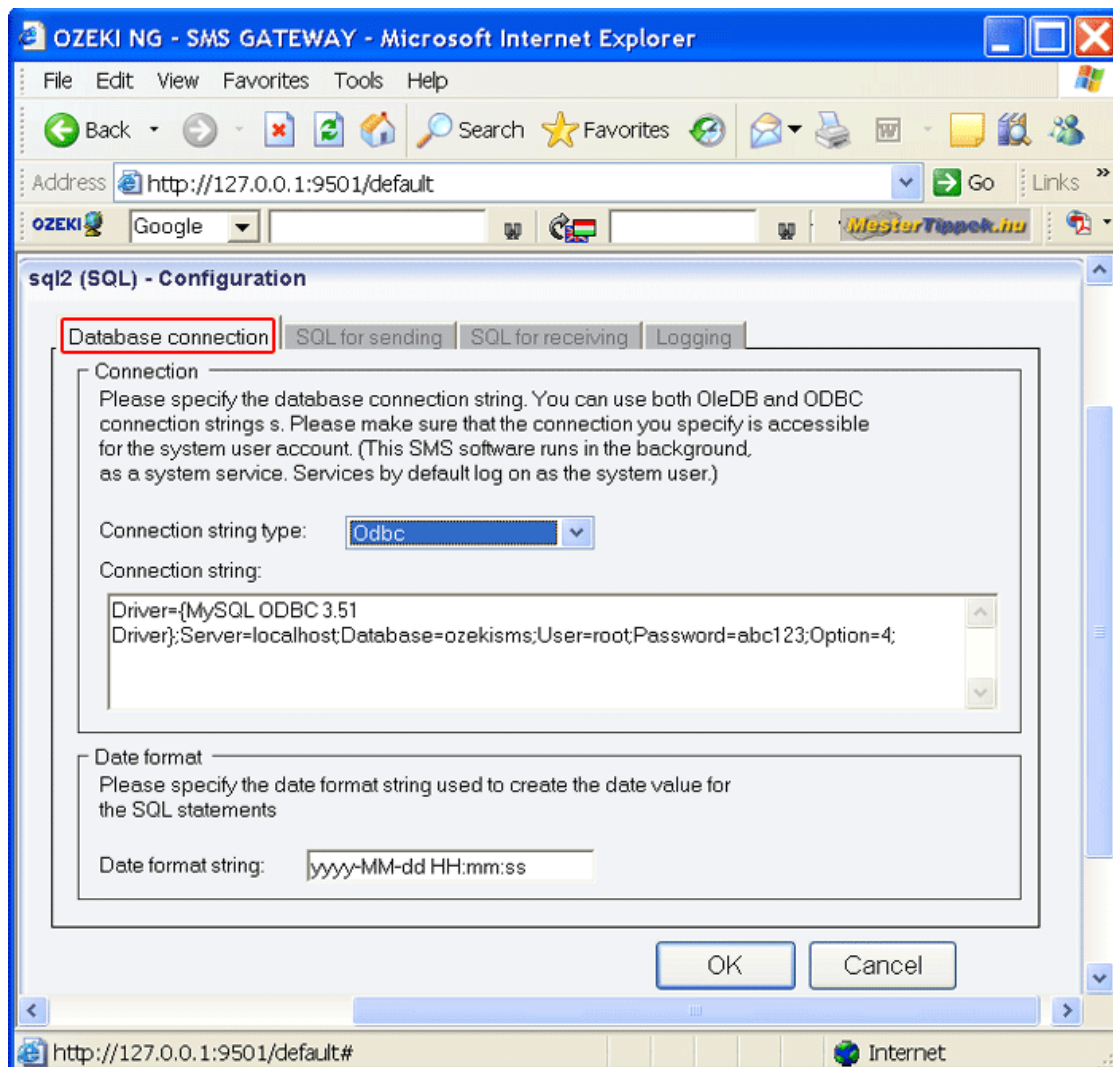 OZEKI NG - SMS GATEWAY - Microsoft Internet Explorer
File Edit View Favorites Tools Help
Back Search Favorites
Address http://127.0.0.1:9501/default Go Links »
OZEKI Google MesterTippek.hu
sql2 (SQL) - Configuration
Database connection SQL for sending SQL for receiving Logging
Connection
Please specify the database connection string. You can use both OleDB and ODBC
connection strings s. Please make sure that the connection you specify is accessible
for the system user account. (This SMS software runs in the background,
as a system service. Services by default log on as the system user.)
Connection string type: Odbc
Connection string:
Driver={MySQL ODBC 3.51
Driver};Server=localhost;Database=ozekisms;User=root;Password=abc123;Option=4;
Date format
Please specify the date format string used to create the date value for
the SQL statements
Date format string: yyyy-MM-dd HH:mm:ss
OK Cancel
http://127.0.0.1:9501/default# Internet